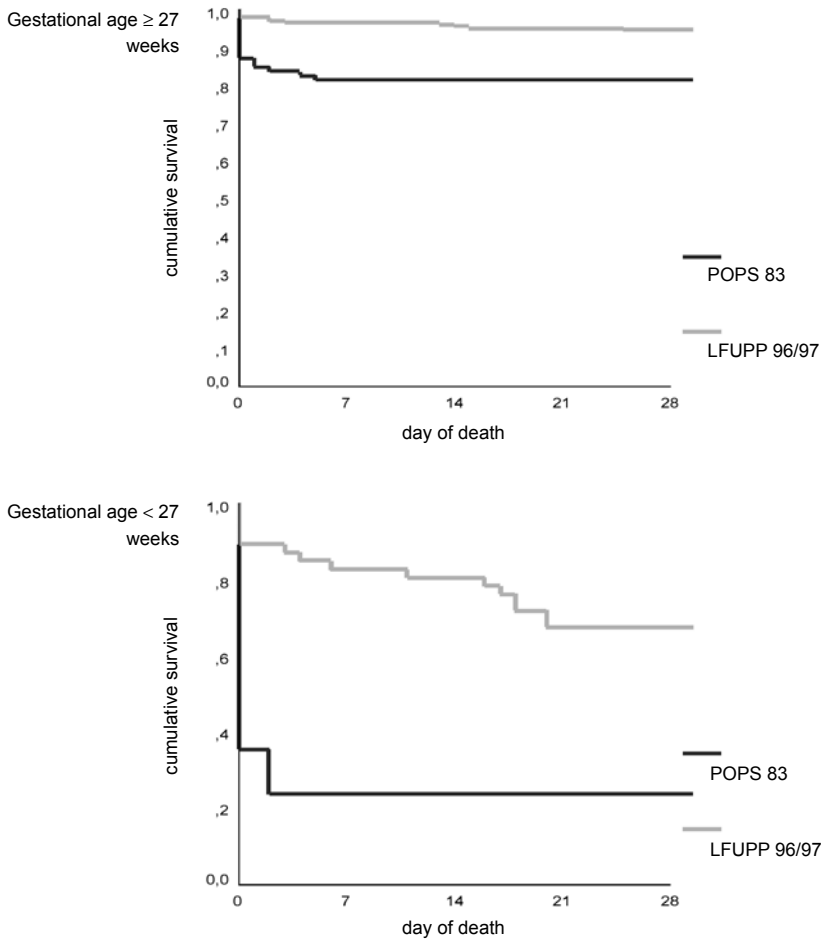 Gestational age ≥ 27
weeks
cumulative survival
1,0
,9
,8
,7
,6
,5
,4
,3
,2
,1
0,0
0 7 14 21 28
day of death
POPS 83
LFUPP 96/97
Gestational age < 27
weeks
cumulative survival
1,0
,8
,6
,4
,2
0,0
0 7 14 21 28
day of death
POPS 83
LFUPP 96/97